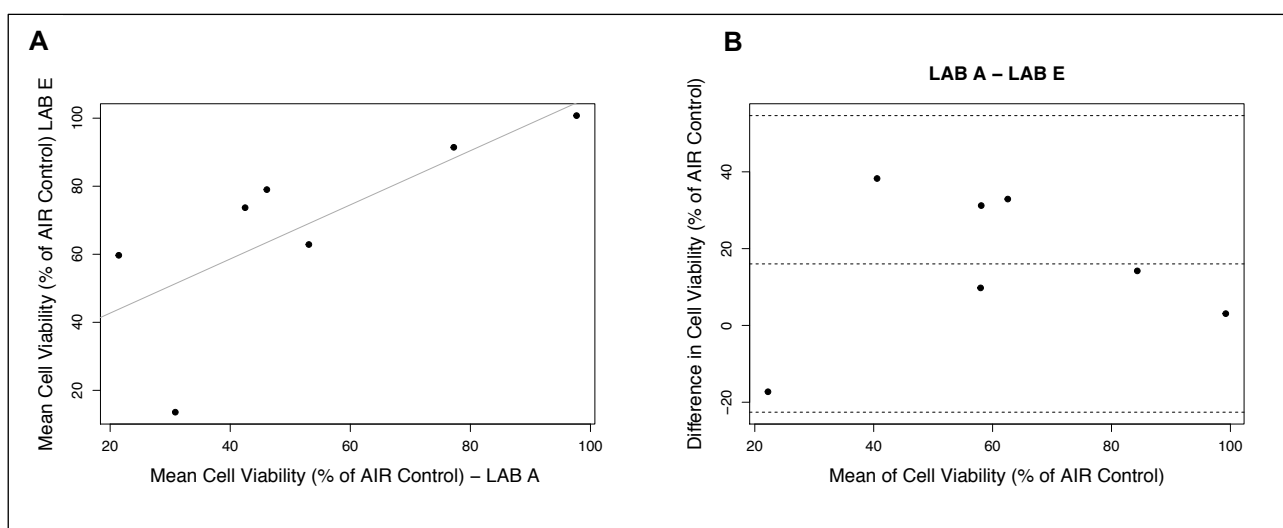 A
Mean Cell Viability (% of AIR Control) LAB E
100
80
60
40
20
20 40 60 80 100
Mean Cell Viability (% of AIR Control) – LAB A
B
LAB A – LAB E
Difference in Cell Viability (% of AIR Control)
40
20
0
−20
20 40 60 80 100
Mean of Cell Viability (% of AIR Control)